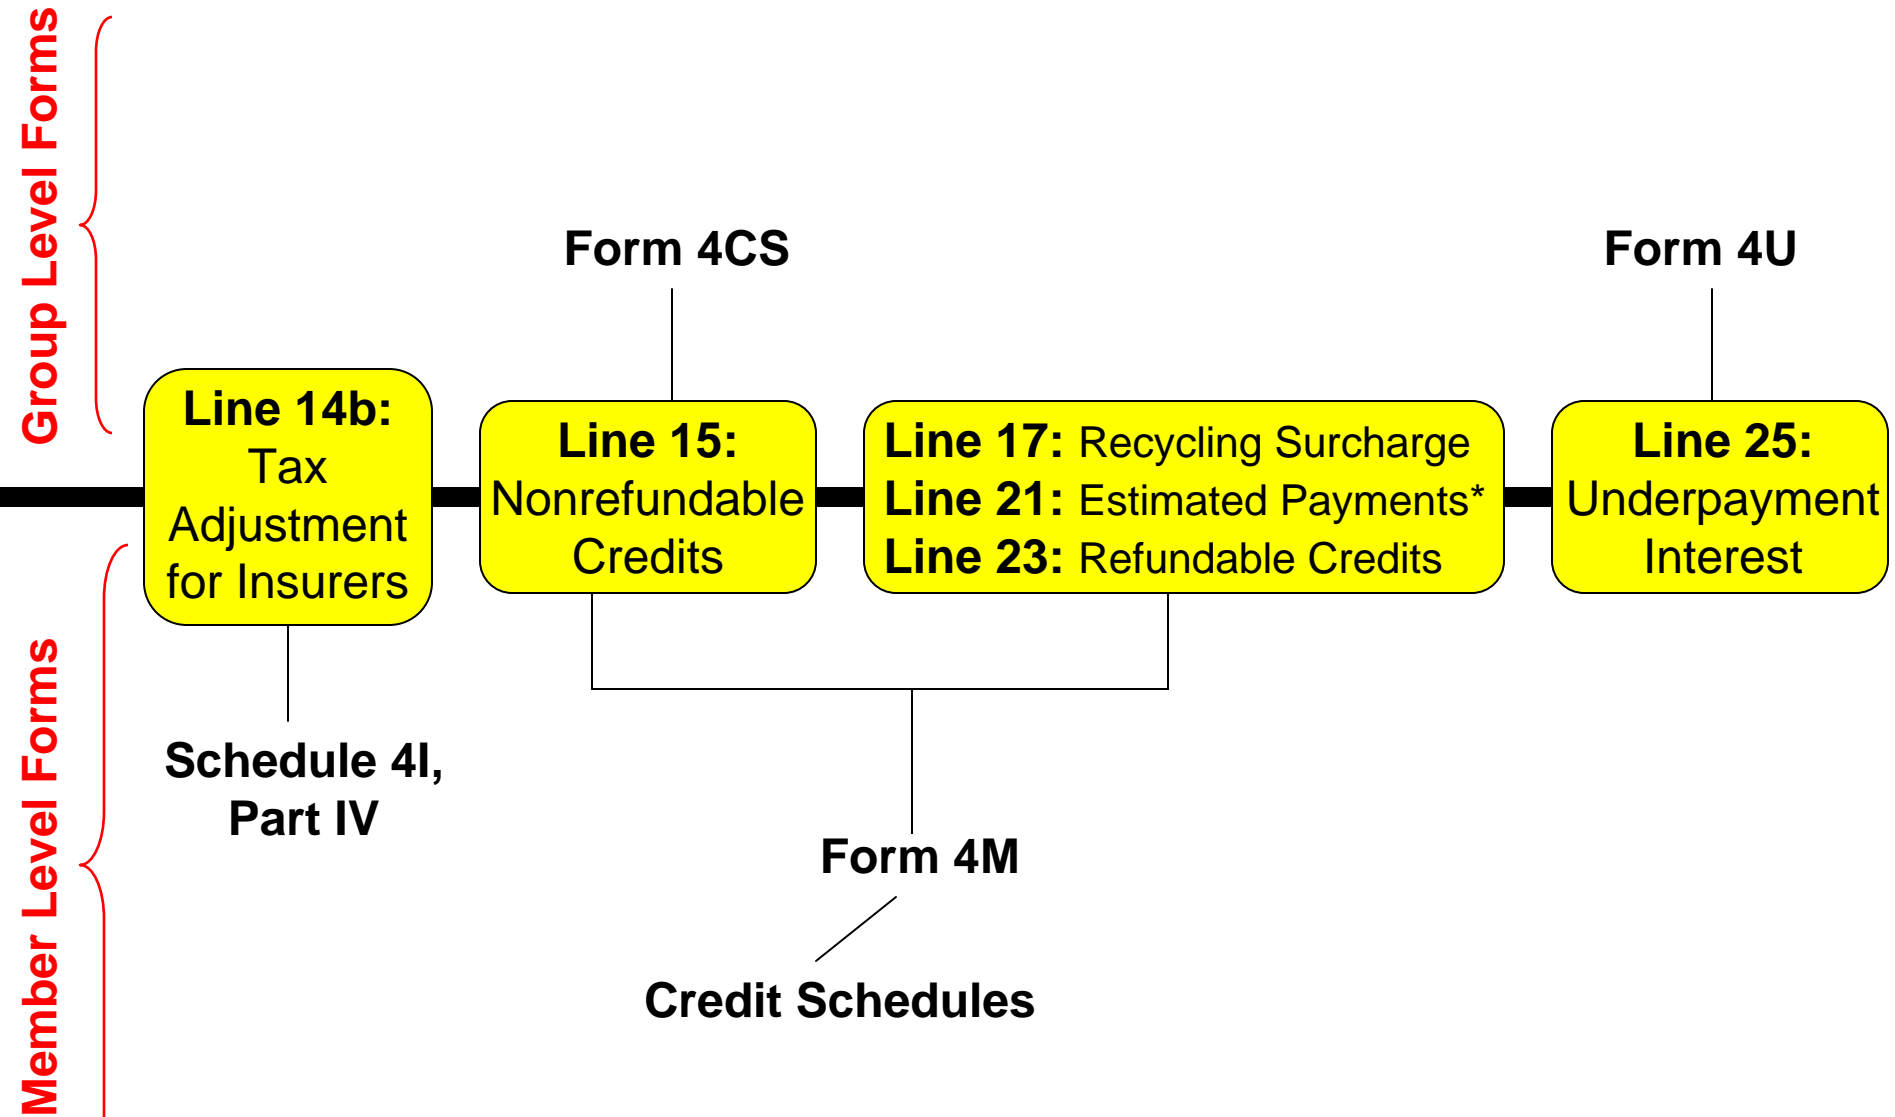 Group Level Forms
Form 4CS
Form 4U
Line 14b:
Tax
Adjustment
for Insurers
Line 15:
Nonrefundable
Credits
Line 17: Recycling Surcharge
Line 21: Estimated Payments*
Line 23: Refundable Credits
Line 25:
Underpayment
Interest
Member Level Forms
Schedule 4I,
Part IV
Form 4M
Credit Schedules